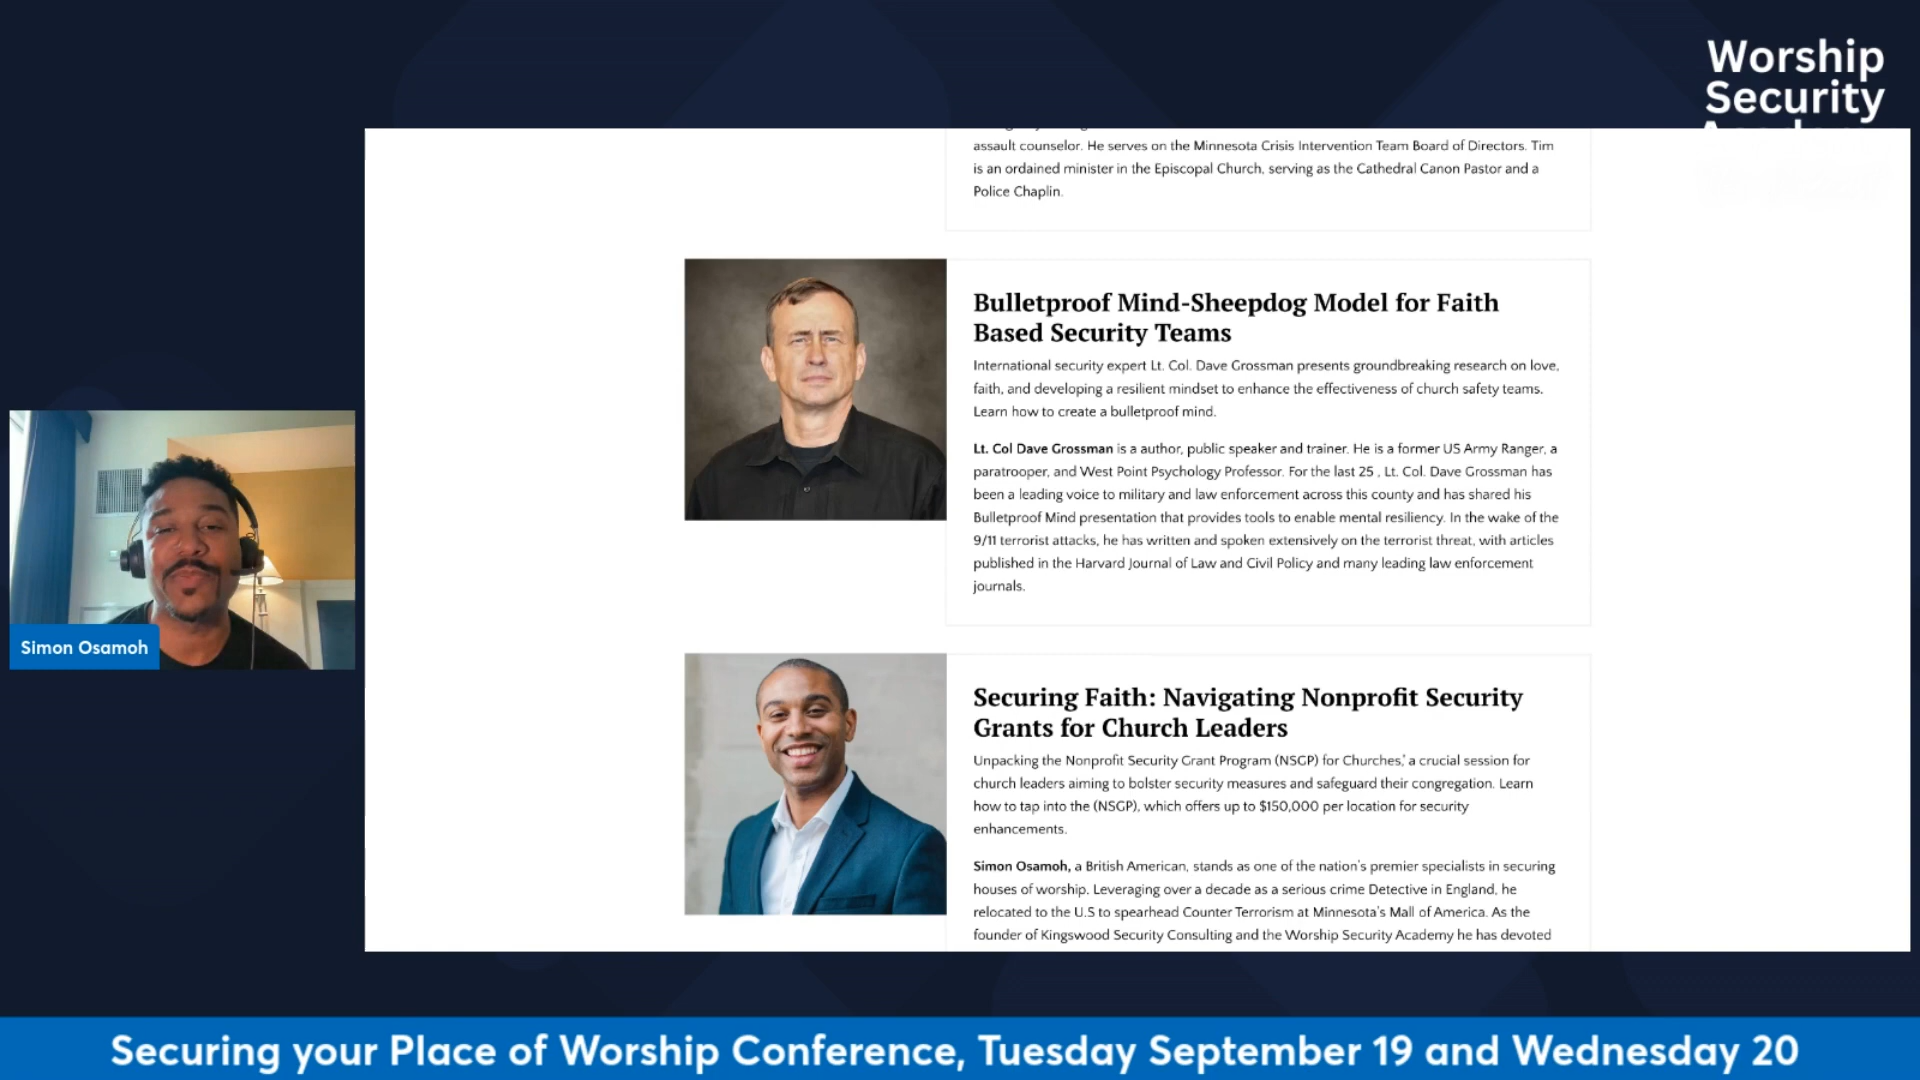 Worship
Security
assault counselor. He serves on the Minnesota Crisis Intervention Team Board of Directors. Tim
is an ordained minister in the Episcopal Church, serving as the Cathedral Canon Pastor and a
Police Chaplin.
Bulletproof Mind-Sheepdog Model for Faith
Based Security Teams
International security expert Lt. Col. Dave Grossman presents groundbreaking research on love,
faith, and developing a resilient mindset to enhance the effectiveness of church safety teams.
Learn how to create a bulletproof mind.
Lt. Col Dave Grossman is a author, public speaker and trainer. He is a former US Army Ranger, a
paratrooper, and West Point Psychology Professor. For the last 25 , Lt. Col. Dave Grossman has
been a leading voice to military and law enforcement across this county and has shared his
Bulletproof Mind presentation that provides tools to enable mental resiliency. In the wake of the
9/11 terrorist attacks, he has written and spoken extensively on the terrorist threat, with articles
published in the Harvard Journal of Law and Civil Policy and many leading law enforcement
journals.
Simon Osamoh
Securing Faith: Navigating Nonprofit Security
Grants for Church Leaders
Unpacking the Nonprofit Security Grant Program (NSGP) for Churches,' a crucial session for
church leaders aiming to bolster security measures and safeguard their congregation. Learn
how to tap into the (NSGP), which offers up to $150,000 per location for security
enhancements.
Simon Osamoh, a British American, stands as one of the nation's premier specialists in securing
houses of worship. Leveraging over a decade as a serious crime Detective in England, he
relocated to the U.S to spearhead Counter Terrorism at Minnesota's Mall of America. As the
founder of Kingswood Security Consulting and the Worship Security Academy he has devoted
Securing your Place of Worship Conference, Tuesday September 19 and Wednesday 20